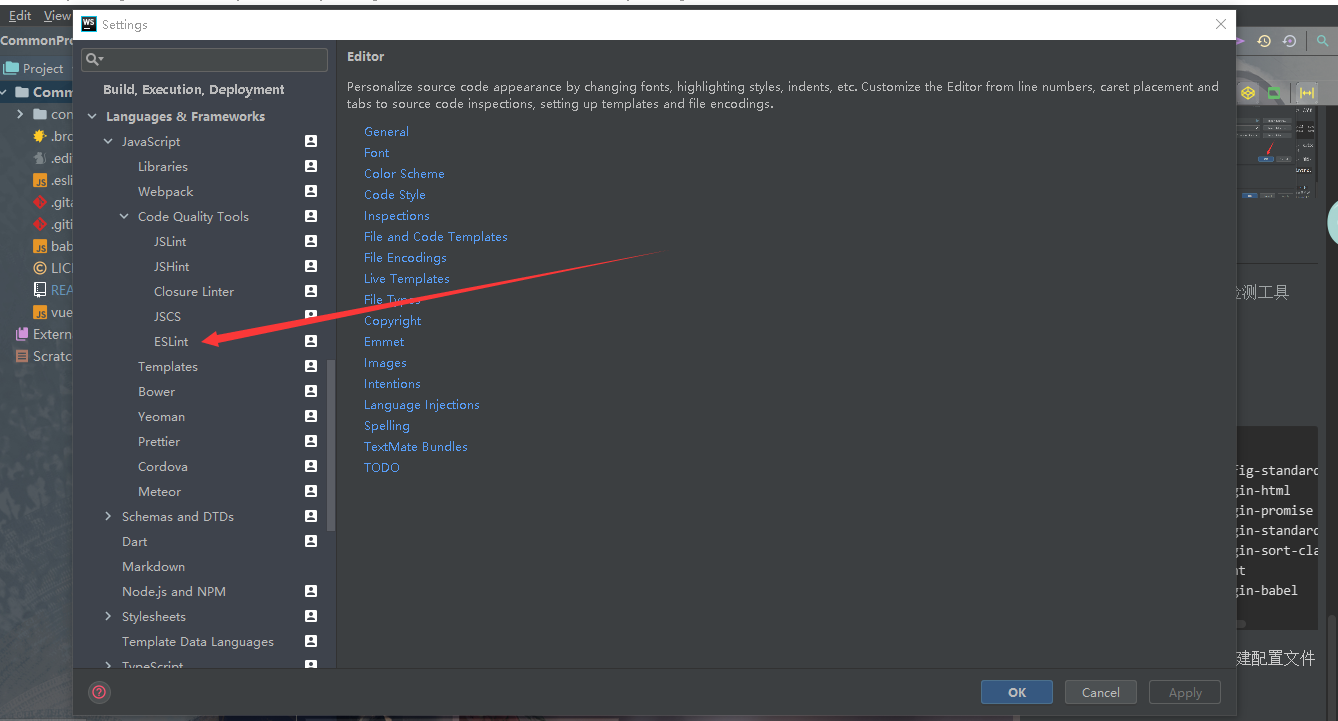 Edit View
Settings
CommonPro
Project
Comm
con
.bro
.edi
.esli
.gita
.giti
bab
LIC
REA
vue
Extern
Scratc
Build, Execution, Deployment
Languages & Frameworks
JavaScript
Libraries
Webpack
Code Quality Tools
JSLint
JSHint
Closure Linter
JSCS
ESLint
Templates
Bower
Yeoman
Prettier
Cordova
Meteor
Schemas and DTDs
Dart
Markdown
Node.js and NPM
Stylesheets
Template Data Languages
TypeScript
Editor
Personalize source code appearance by changing fonts, highlighting styles, indents, etc. Customize the Editor from line numbers, caret placement and
tabs to source code inspections, setting up templates and file encodings.
General
Font
Color Scheme
Code Style
Inspections
File and Code Templates
File Encodings
Live Templates
File Types
Copyright
Emmet
Images
Intentions
Language Injections
Spelling
TextMate Bundles
TODO
OK
Cancel
Apply
检测工具
fig-standard
gin-html
gin-promise
gin-standard
gin-sort-cla
nt
gin-babel
建配置文件